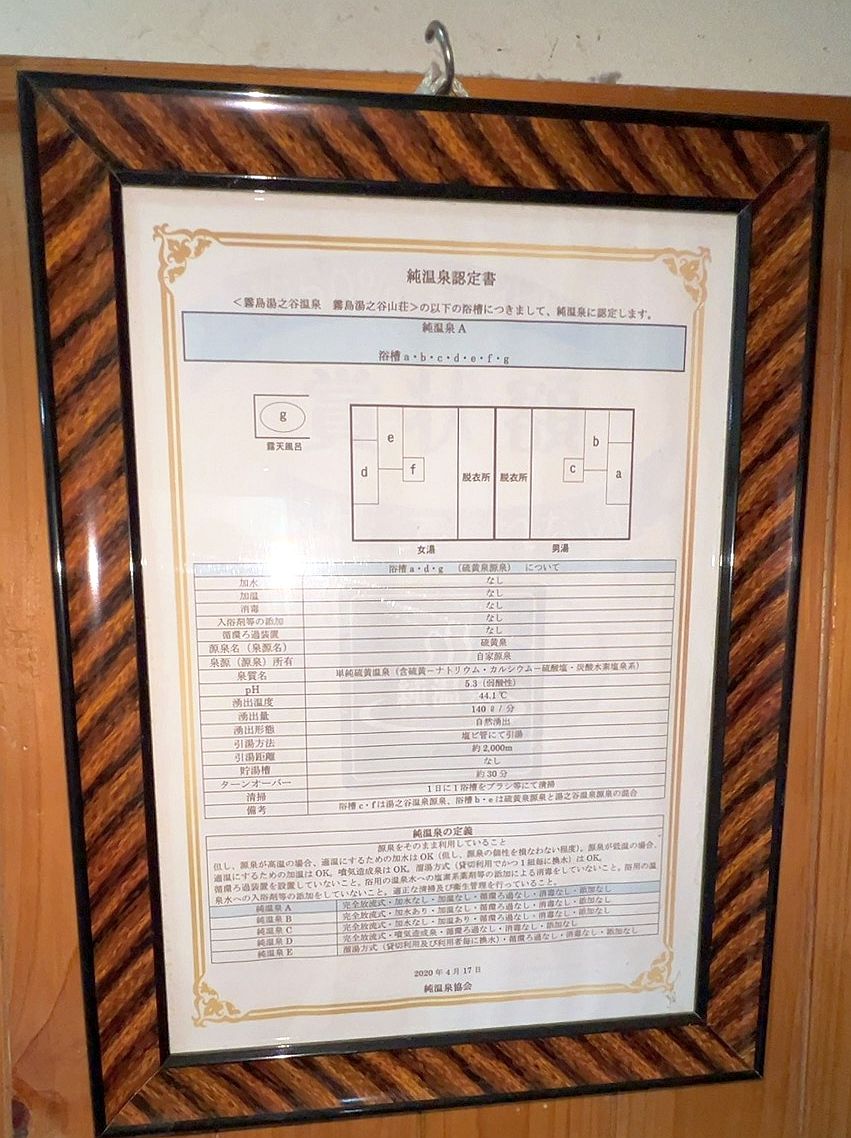 純温泉認定書
＜霧島湯之谷温泉　霧島湯之谷山荘＞の以下の浴槽につきまして、純温泉に認定します。
純温泉A
浴槽a・b・c・d・e・f・g
g
露天風呂
d
e
f
脱衣所
脱衣所
b
c
a
女湯
男湯
浴槽a・d・g　（硫黄泉源泉）　について
加水　なし
加温　なし
消毒　なし
入浴剤等の添加　なし
循環ろ過装置　なし
源泉名（泉源名）　硫黄泉
泉源（源泉）所有　自家源泉
泉質名　単純硫黄温泉（含硫黄－ナトリウム・カルシウム－硫酸塩・炭酸水素塩泉系）
pH　5.3（弱酸性）
湧出温度　44.1℃
湧出量　140ℓ/分
湧出形態　自然湧出
引湯方法　塩ビ管にて引湯
引湯距離　約2,000m
貯湯槽　なし
ターンオーバー　約30分
清掃　1日に1浴槽をブラシ等にて清掃
備考　浴槽c・fは湯之谷温泉源泉、浴槽b・eは硫黄泉源泉と湯之谷温泉源泉の混合
純温泉の定義
源泉をそのまま利用していること
但し、源泉が高温の場合、適温にするための加水はOK（但し、源泉の個性を損なわない程度）。源泉が低温の場合、
適温にするための加温はOK。噴気造成泉はOK。溜湯方式（貸切利用でかつ1組毎に換水）はOK。
循環ろ過装置を設置していないこと。浴用の温泉水への塩素系薬剤等の添加による消毒をしていないこと。浴用の温
泉水への入浴剤等の添加をしていないこと。適正な清掃及び衛生管理を行っていること。
純温泉A　完全放流式・加水なし・加温なし・循環ろ過なし・消毒なし・添加なし
純温泉B　完全放流式・加水あり・加温なし・循環ろ過なし・消毒なし・添加なし
純温泉C　完全放流式・加水なし・加温あり・循環ろ過なし・消毒なし・添加なし
純温泉D　完全放流式・噴気造成泉・循環ろ過なし・消毒なし・添加なし
純温泉E　溜湯方式（貸切利用及び利用者毎に換水）・循環ろ過なし・消毒なし・添加なし
2020年4月17日
純温泉協会